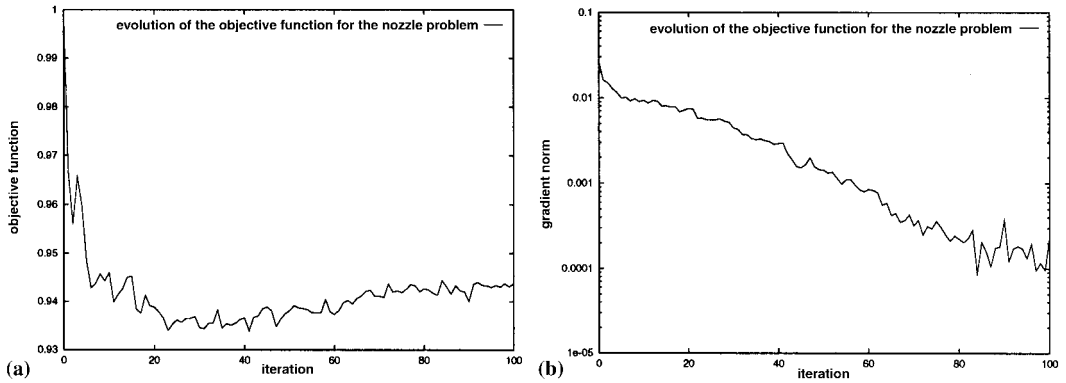 1
0.99
0.98
0.97
0.96
0.95
0.94
0.93
objective function
evolution of the objective function for the nozzle problem
0 20 40 60 80 100
iteration
(a)
0.1
0.01
0.001
0.0001
1e-05
gradient norm
evolution of the objective function for the nozzle problem
0 20 40 60 80 100
iteration
(b)